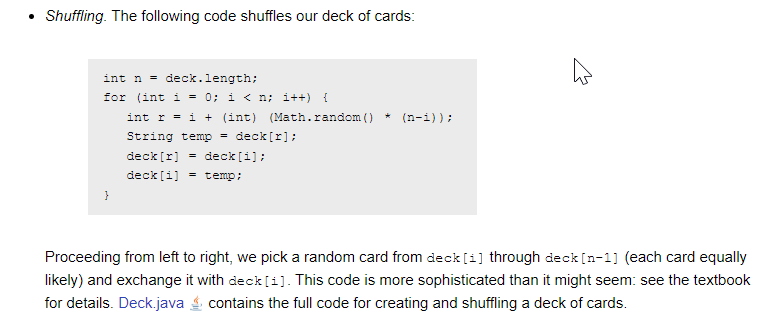 • Shuffling. The following code shuffles our deck of cards:
int n = deck.length;
for (int i = 0; i < n; i++) {
   int r = i + (int) (Math.random() * (n-i));
   String temp = deck[r];
   deck[r] = deck[i];
   deck[i] = temp;
}
Proceeding from left to right, we pick a random card from deck[i] through deck[n-1] (each card equally
likely) and exchange it with deck[i]. This code is more sophisticated than it might seem: see the textbook
for details. Deck.java contains the full code for creating and shuffling a deck of cards.